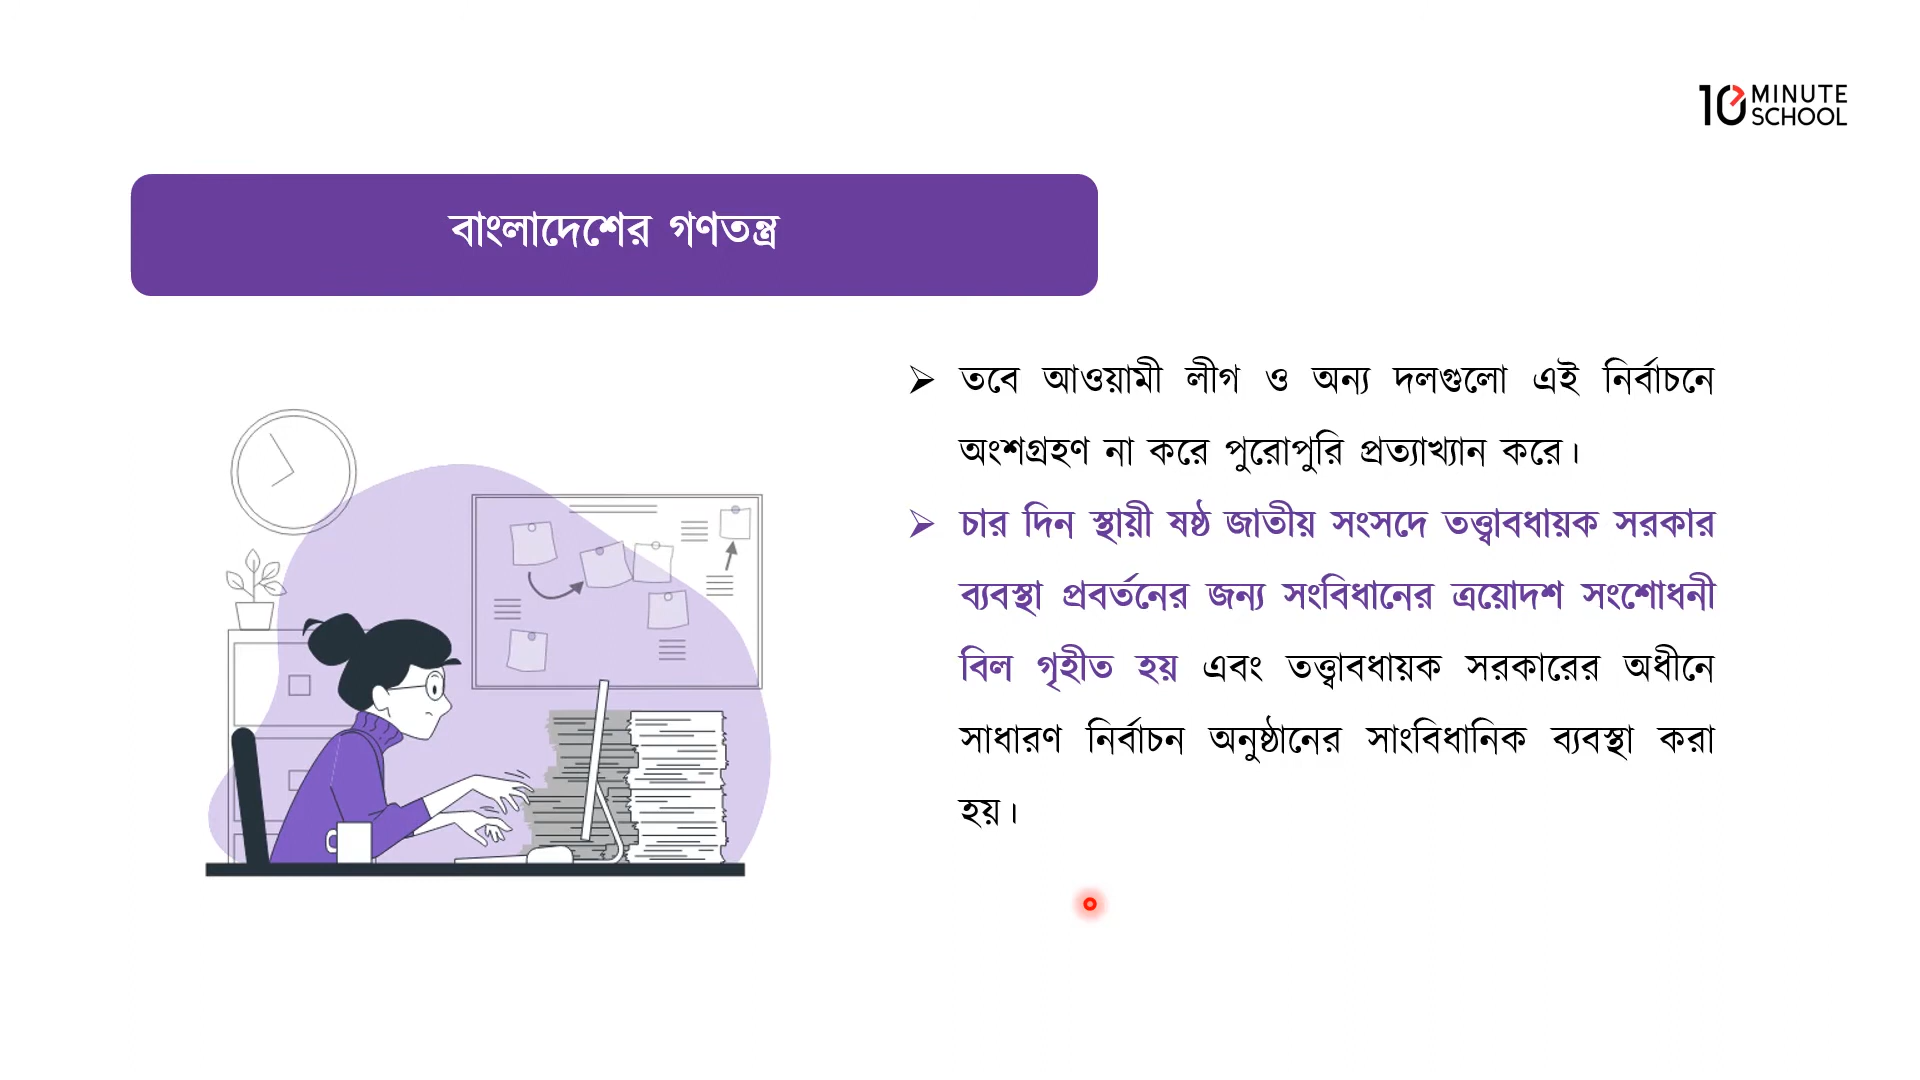 10 MINUTE SCHOOL
বাংলাদেশের গণতন্ত্র
তবে আওয়ামী লীগ ও অন্য দলগুলো এই নির্বাচনে
অংশগ্রহণ না করে পুরোপুরি প্রত্যাখ্যান করে।
চার দিন স্থায়ী ষষ্ঠ জাতীয় সংসদে তত্ত্বাবধায়ক সরকার
ব্যবস্থা প্রবর্তনের জন্য সংবিধানের ত্রয়োদশ সংশোধনী
বিল গৃহীত হয় এবং তত্ত্বাবধায়ক সরকারের অধীনে
সাধারণ নির্বাচন অনুষ্ঠানের সাংবিধানিক ব্যবস্থা করা
হয়।